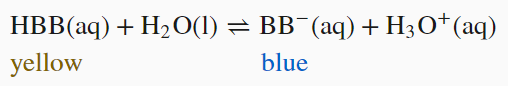 HBB(aq) + H₂O(l) ⇌ BB⁻(aq) + H₃O⁺(aq)
yellow blue